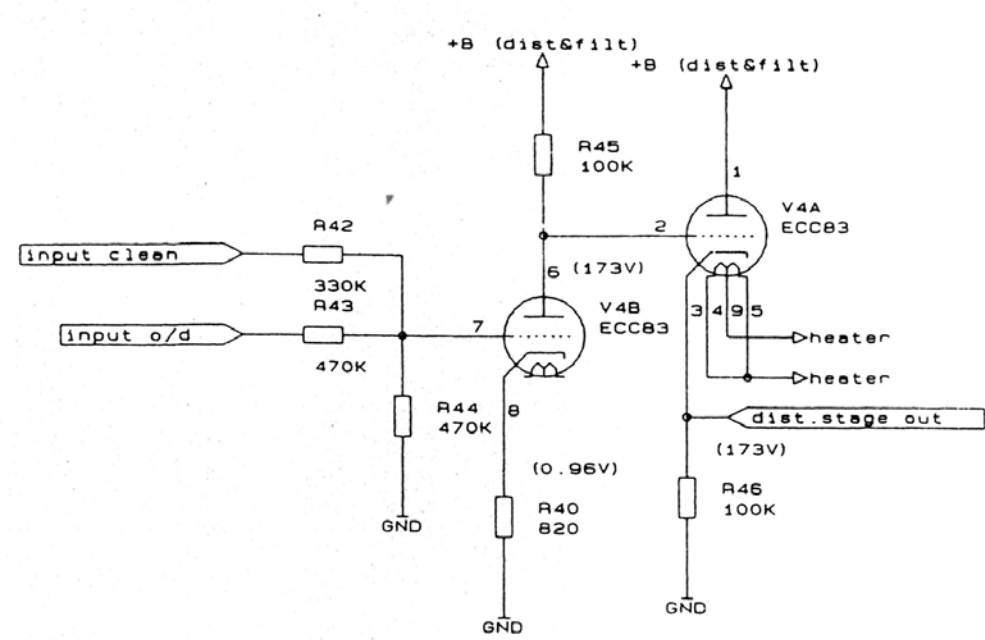 +B (dist&filt)
+B (dist&filt)
R45
100K
1
V4A
ECC83
R42
2
input clean
330K
6
(173V)
R43
V4B
ECC83
3 4 9 5
input o/d
7
heater
470K
heater
R44
470K
8
dist.stage out
(173V)
(0.96V)
R46
100K
R40
820
GND
GND
GND